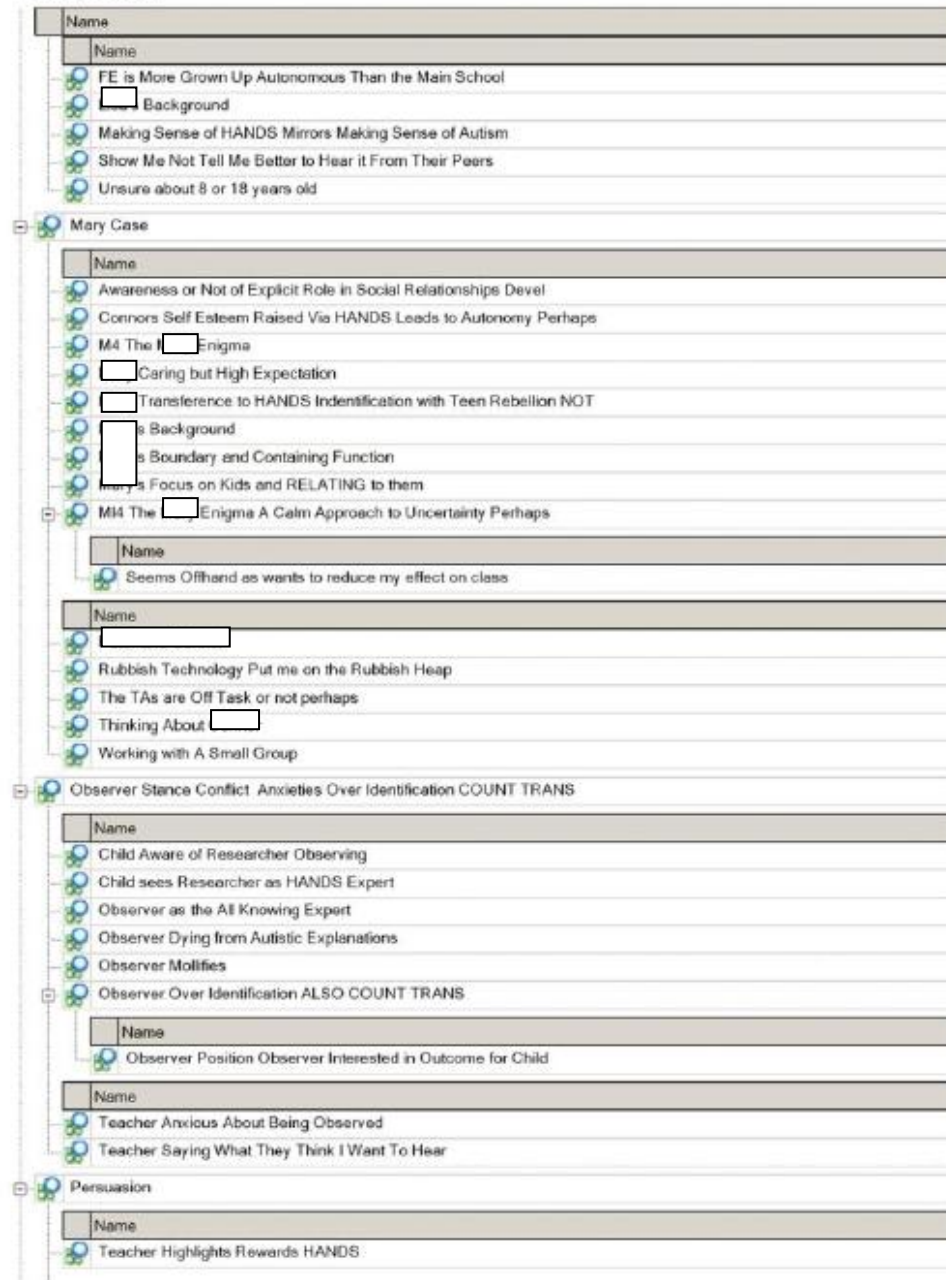 Name
Name
FE is More Grown Up Autonomous Than the Main School
Background
Making Sense of HANDS Mirrors Making Sense of Autism
Show Me Not Tell Me Better to Hear it From Their Peers
Unsure about 8 or 18 years old
Mary Case
Name
Awareness or Not of Explicit Role in Social Relationships Devel
Connors Self Esteem Raised Via HANDS Leads to Autonomy Perhaps
M4 The Enigma
Caring but High Expectation
Transference to HANDS Indentification with Teen Rebellion NOT
s Background
s Boundary and Containing Function
s Focus on Kids and RELATING to them
MI4 The Enigma A Calm Approach to Uncertainty Perhaps
Name
Seems Offhand as wants to reduce my effect on class
Name
Rubbish Technology Put me on the Rubbish Heap
The TAs are Off Task or not perhaps
Thinking About
Working with A Small Group
Observer Stance Conflict Anxieties Over Identification COUNT TRANS
Name
Child Aware of Researcher Observing
Child sees Researcher as HANDS Expert
Observer as the All Knowing Expert
Observer Dying from Autistic Explanations
Observer Mollifies
Observer Over Identification ALSO COUNT TRANS
Name
Observer Position Observer Interested in Outcome for Child
Name
Teacher Anxious About Being Observed
Teacher Saying What They Think I Want To Hear
Persuasion
Name
Teacher Highlights Rewards HANDS